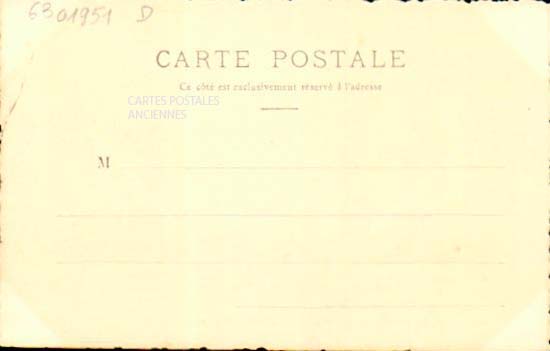 6301951 D
CARTE POSTALE
Ce côté est exclusivement réservé à l'adresse
CARTES POSTALES
ANCIENNES
M